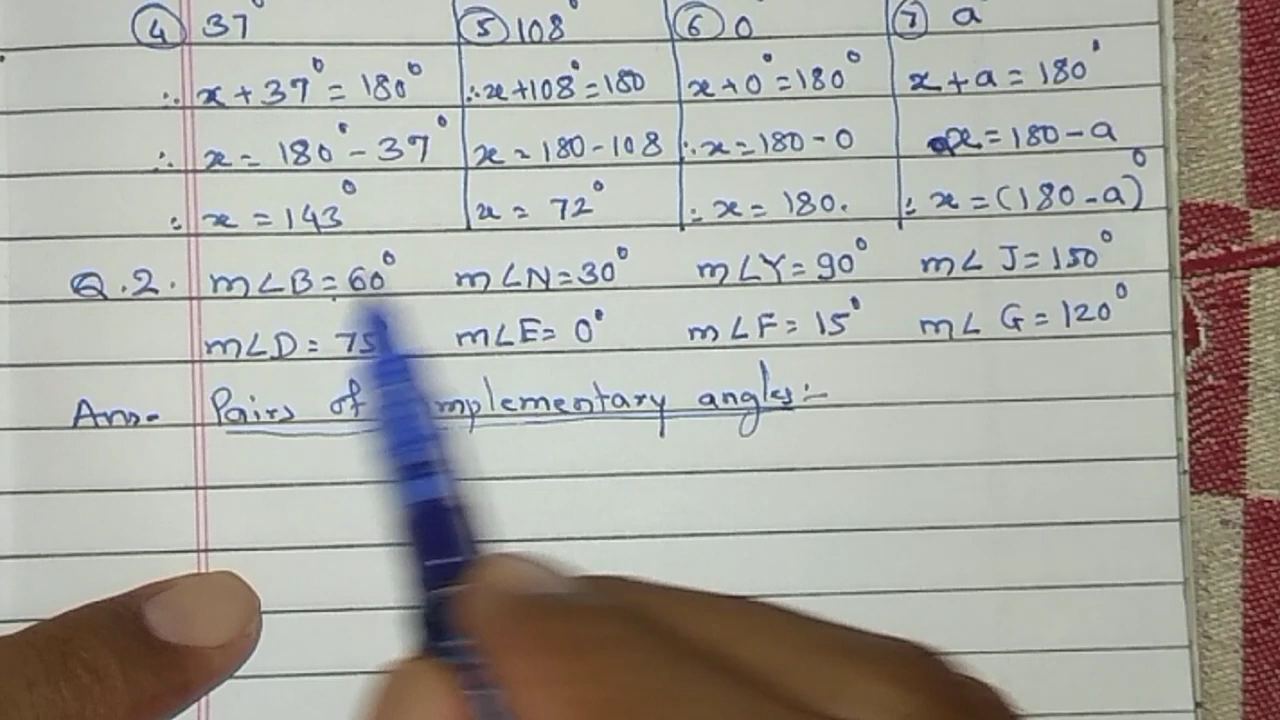 ④ 37° ⑤ 108° ⑥ 0° ⑦ a°
∴ x + 37° = 180° ∴ x + 108° = 180 x + 0° = 180° x + a = 180°
∴ x = 180° - 37° x = 180 - 108 ∴ x = 180 - 0 x = 180 - a
∴ x = 143° x = 72° ∴ x = 180. ∴ x = (180 - a)°
Q.2. m∠B = 60° m∠N = 30° m∠Y = 90° m∠J = 150°
m∠D = 75° m∠E = 0° m∠F = 15° m∠G = 120°
Ans- Pairs of angles :-